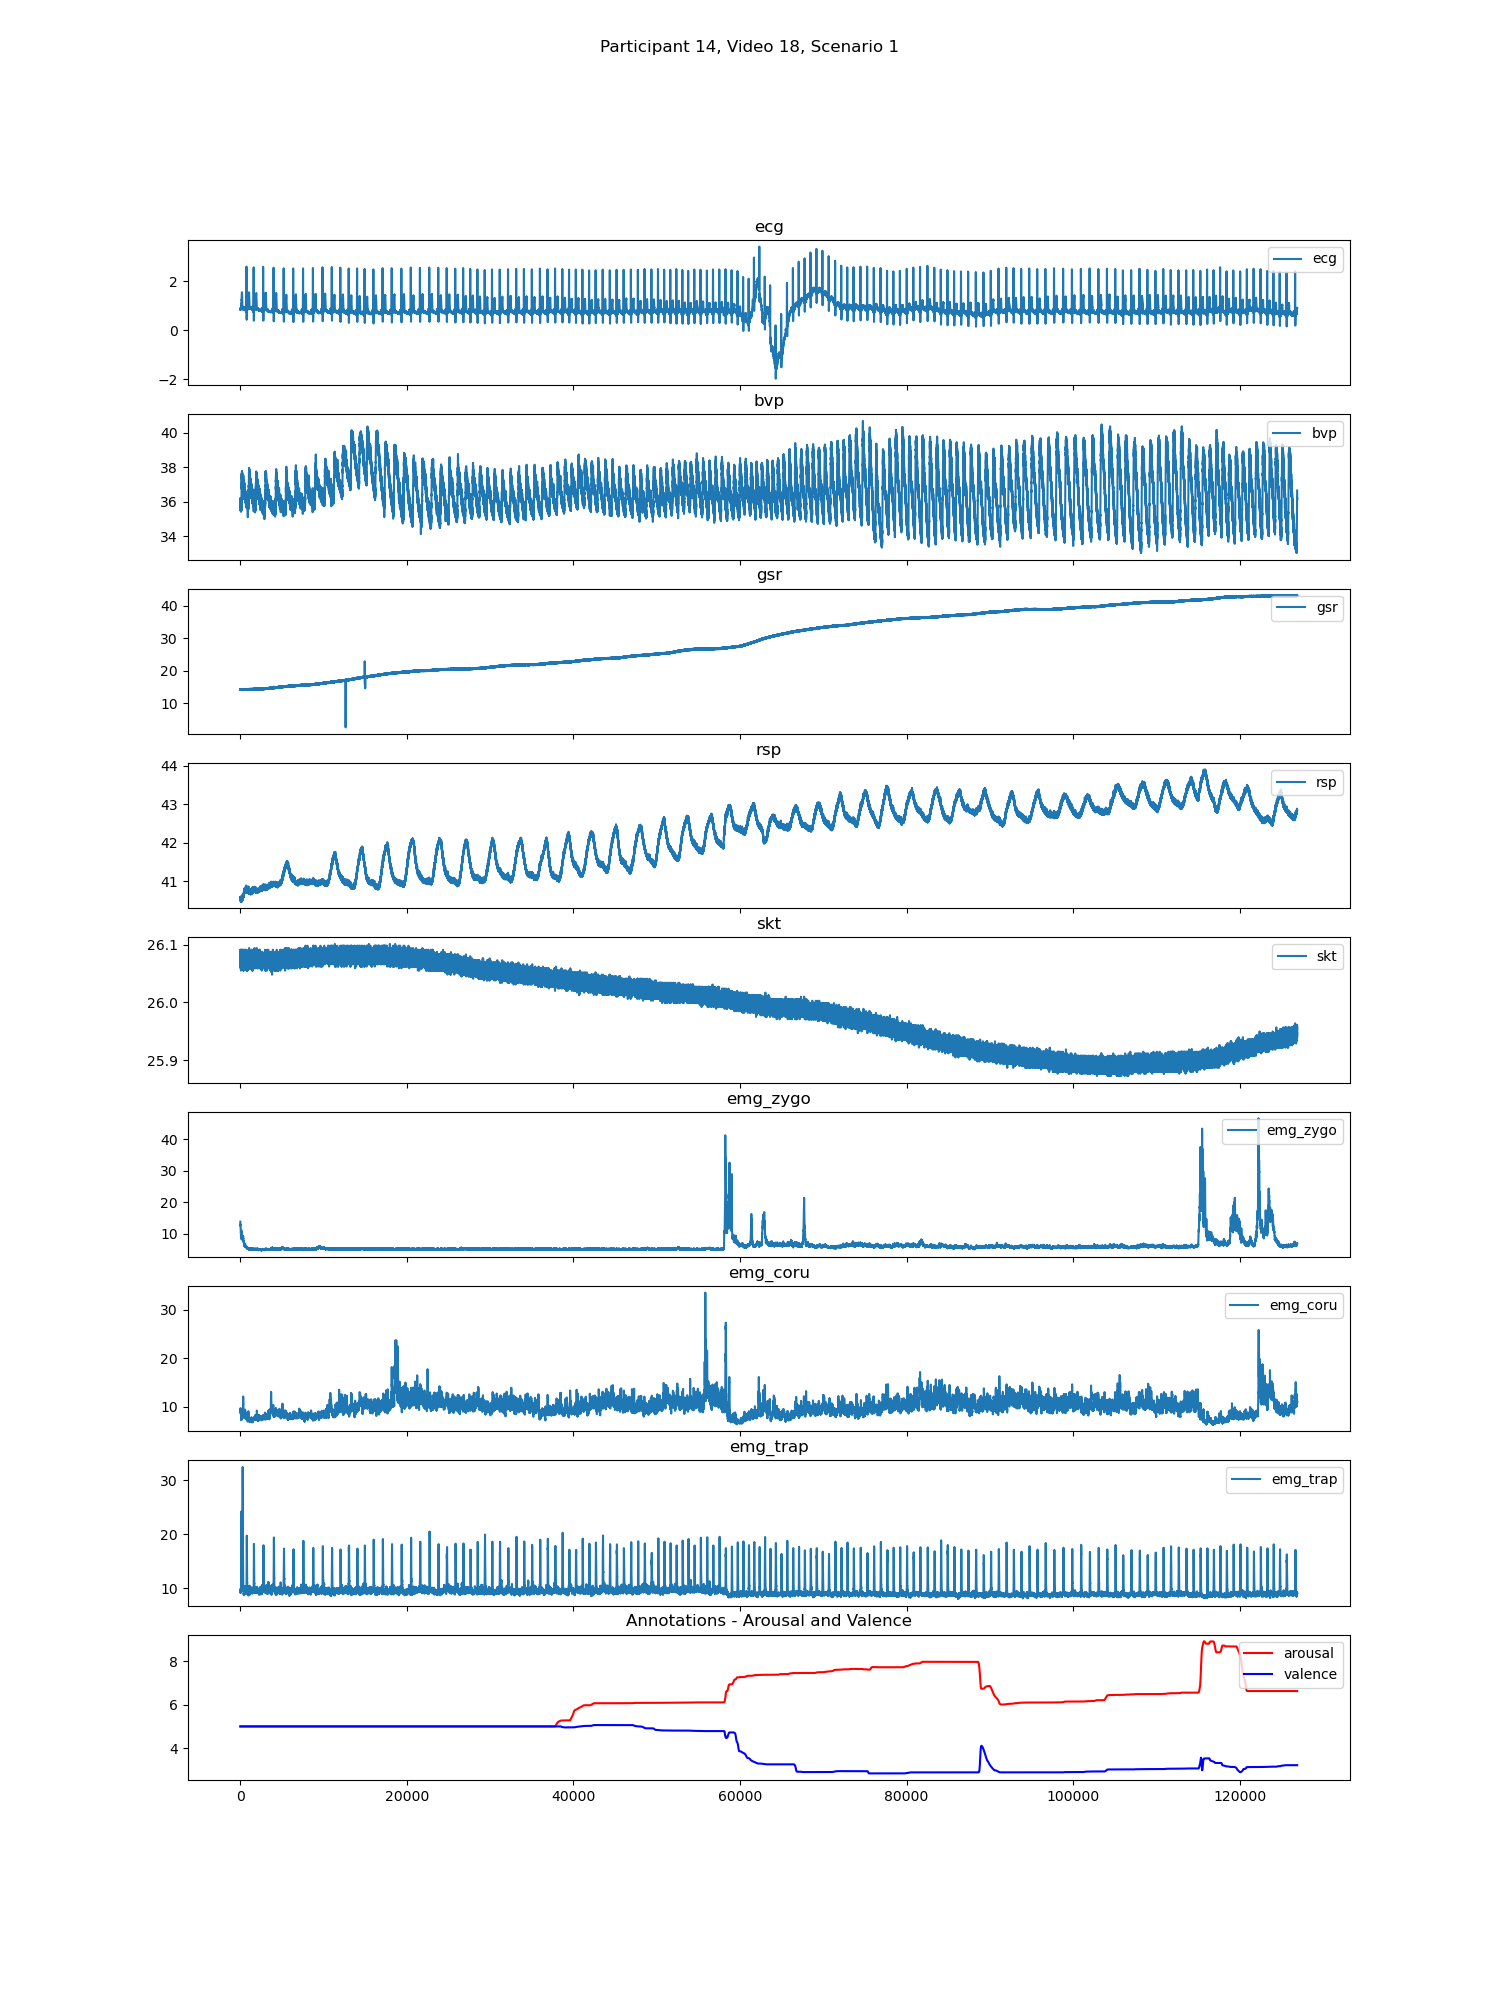 Participant 14, Video 18, Scenario 1
ecg
ecg
2
0
−2
bvp
bvp
40
38
36
34
gsr
gsr
40
30
20
10
rsp
rsp
44
43
42
41
skt
skt
26.1
26.0
25.9
emg_zygo
emg_zygo
40
30
20
10
emg_coru
emg_coru
30
20
10
emg_trap
emg_trap
30
20
10
Annotations - Arousal and Valence
arousal
valence
8
6
4
0 20000 40000 60000 80000 100000 120000